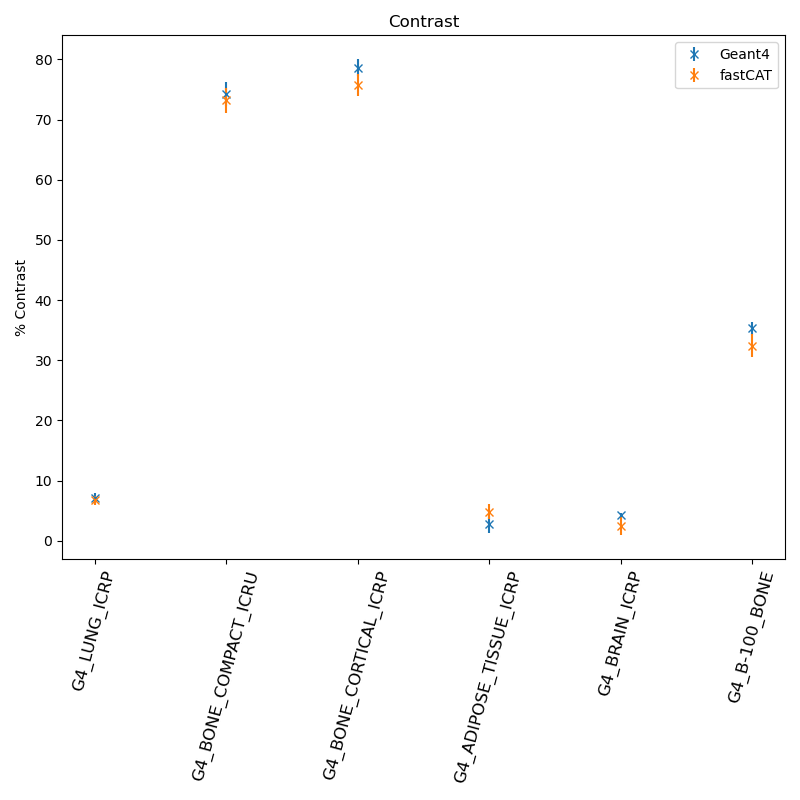 Contrast
Geant4
fastCAT
% Contrast
80
70
60
50
40
30
20
10
0
G4_LUNG_ICRP
G4_BONE_COMPACT_ICRU
G4_BONE_CORTICAL_ICRP
G4_ADIPOSE_TISSUE_ICRP
G4_BRAIN_ICRP
G4_B-100_BONE